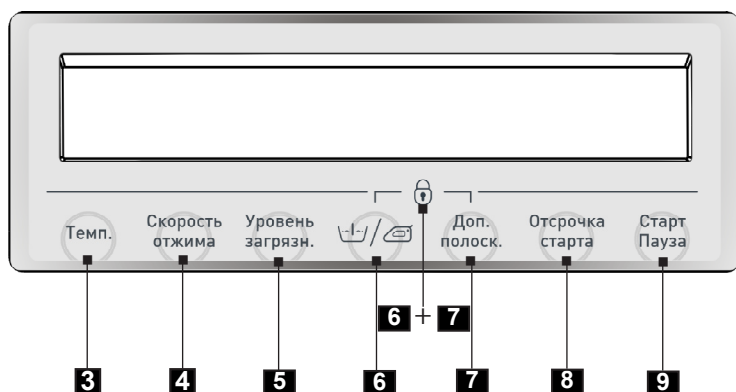 Темп.
Скорость
отжима
Уровень
загрязн.
Доп.
полоск.
Отсрочка
старта
Старт
Пауза
6 + 7
3 4 5 6 7 8 9